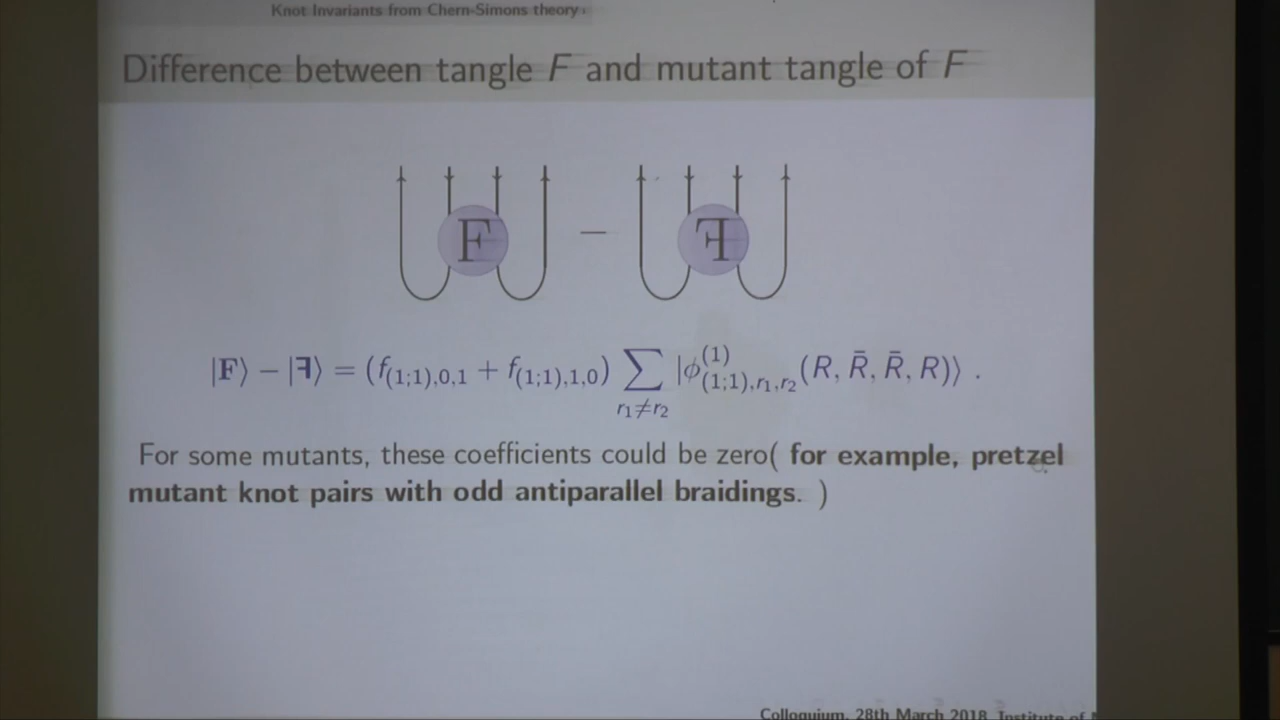 Knot Invariants from Chern-Simons theory
Difference between tangle F and mutant tangle of F
F − ꟻ
|F⟩ − |ꟻ⟩ = (f_{(1;1),0,1} + f_{(1;1),1,0}) ∑_{r₁≠r₂} |ϕ^{(1)}_{(1;1),r₁,r₂}(R, R̄, R̄, R)⟩ .
For some mutants, these coefficients could be zero( for example, pretzel
mutant knot pairs with odd antiparallel braidings. )
Colloquium, 28th March 2018, Institute of